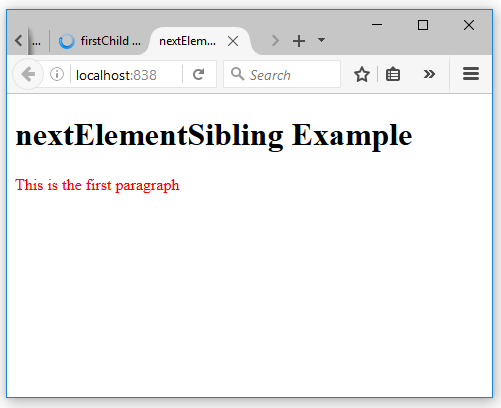 ... firstChild ... nextElem...
localhost:838 Search
nextElementSibling Example
This is the first paragraph